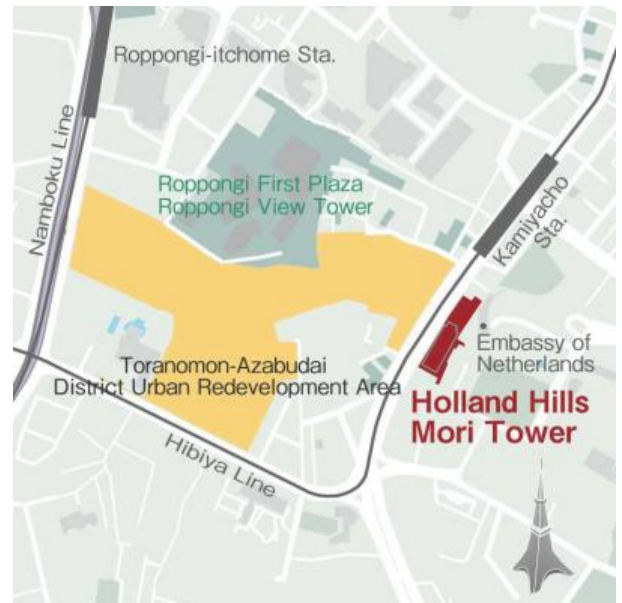 Roppongi-itchome Sta.
Namboku Line
Roppongi First Plaza
Roppongi View Tower
Kamiyacho
Sta.
Embassy of
Netherlands
Toranomon-Azabudai
District Urban Redevelopment Area
Holland Hills
Mori Tower
Hibiya Line